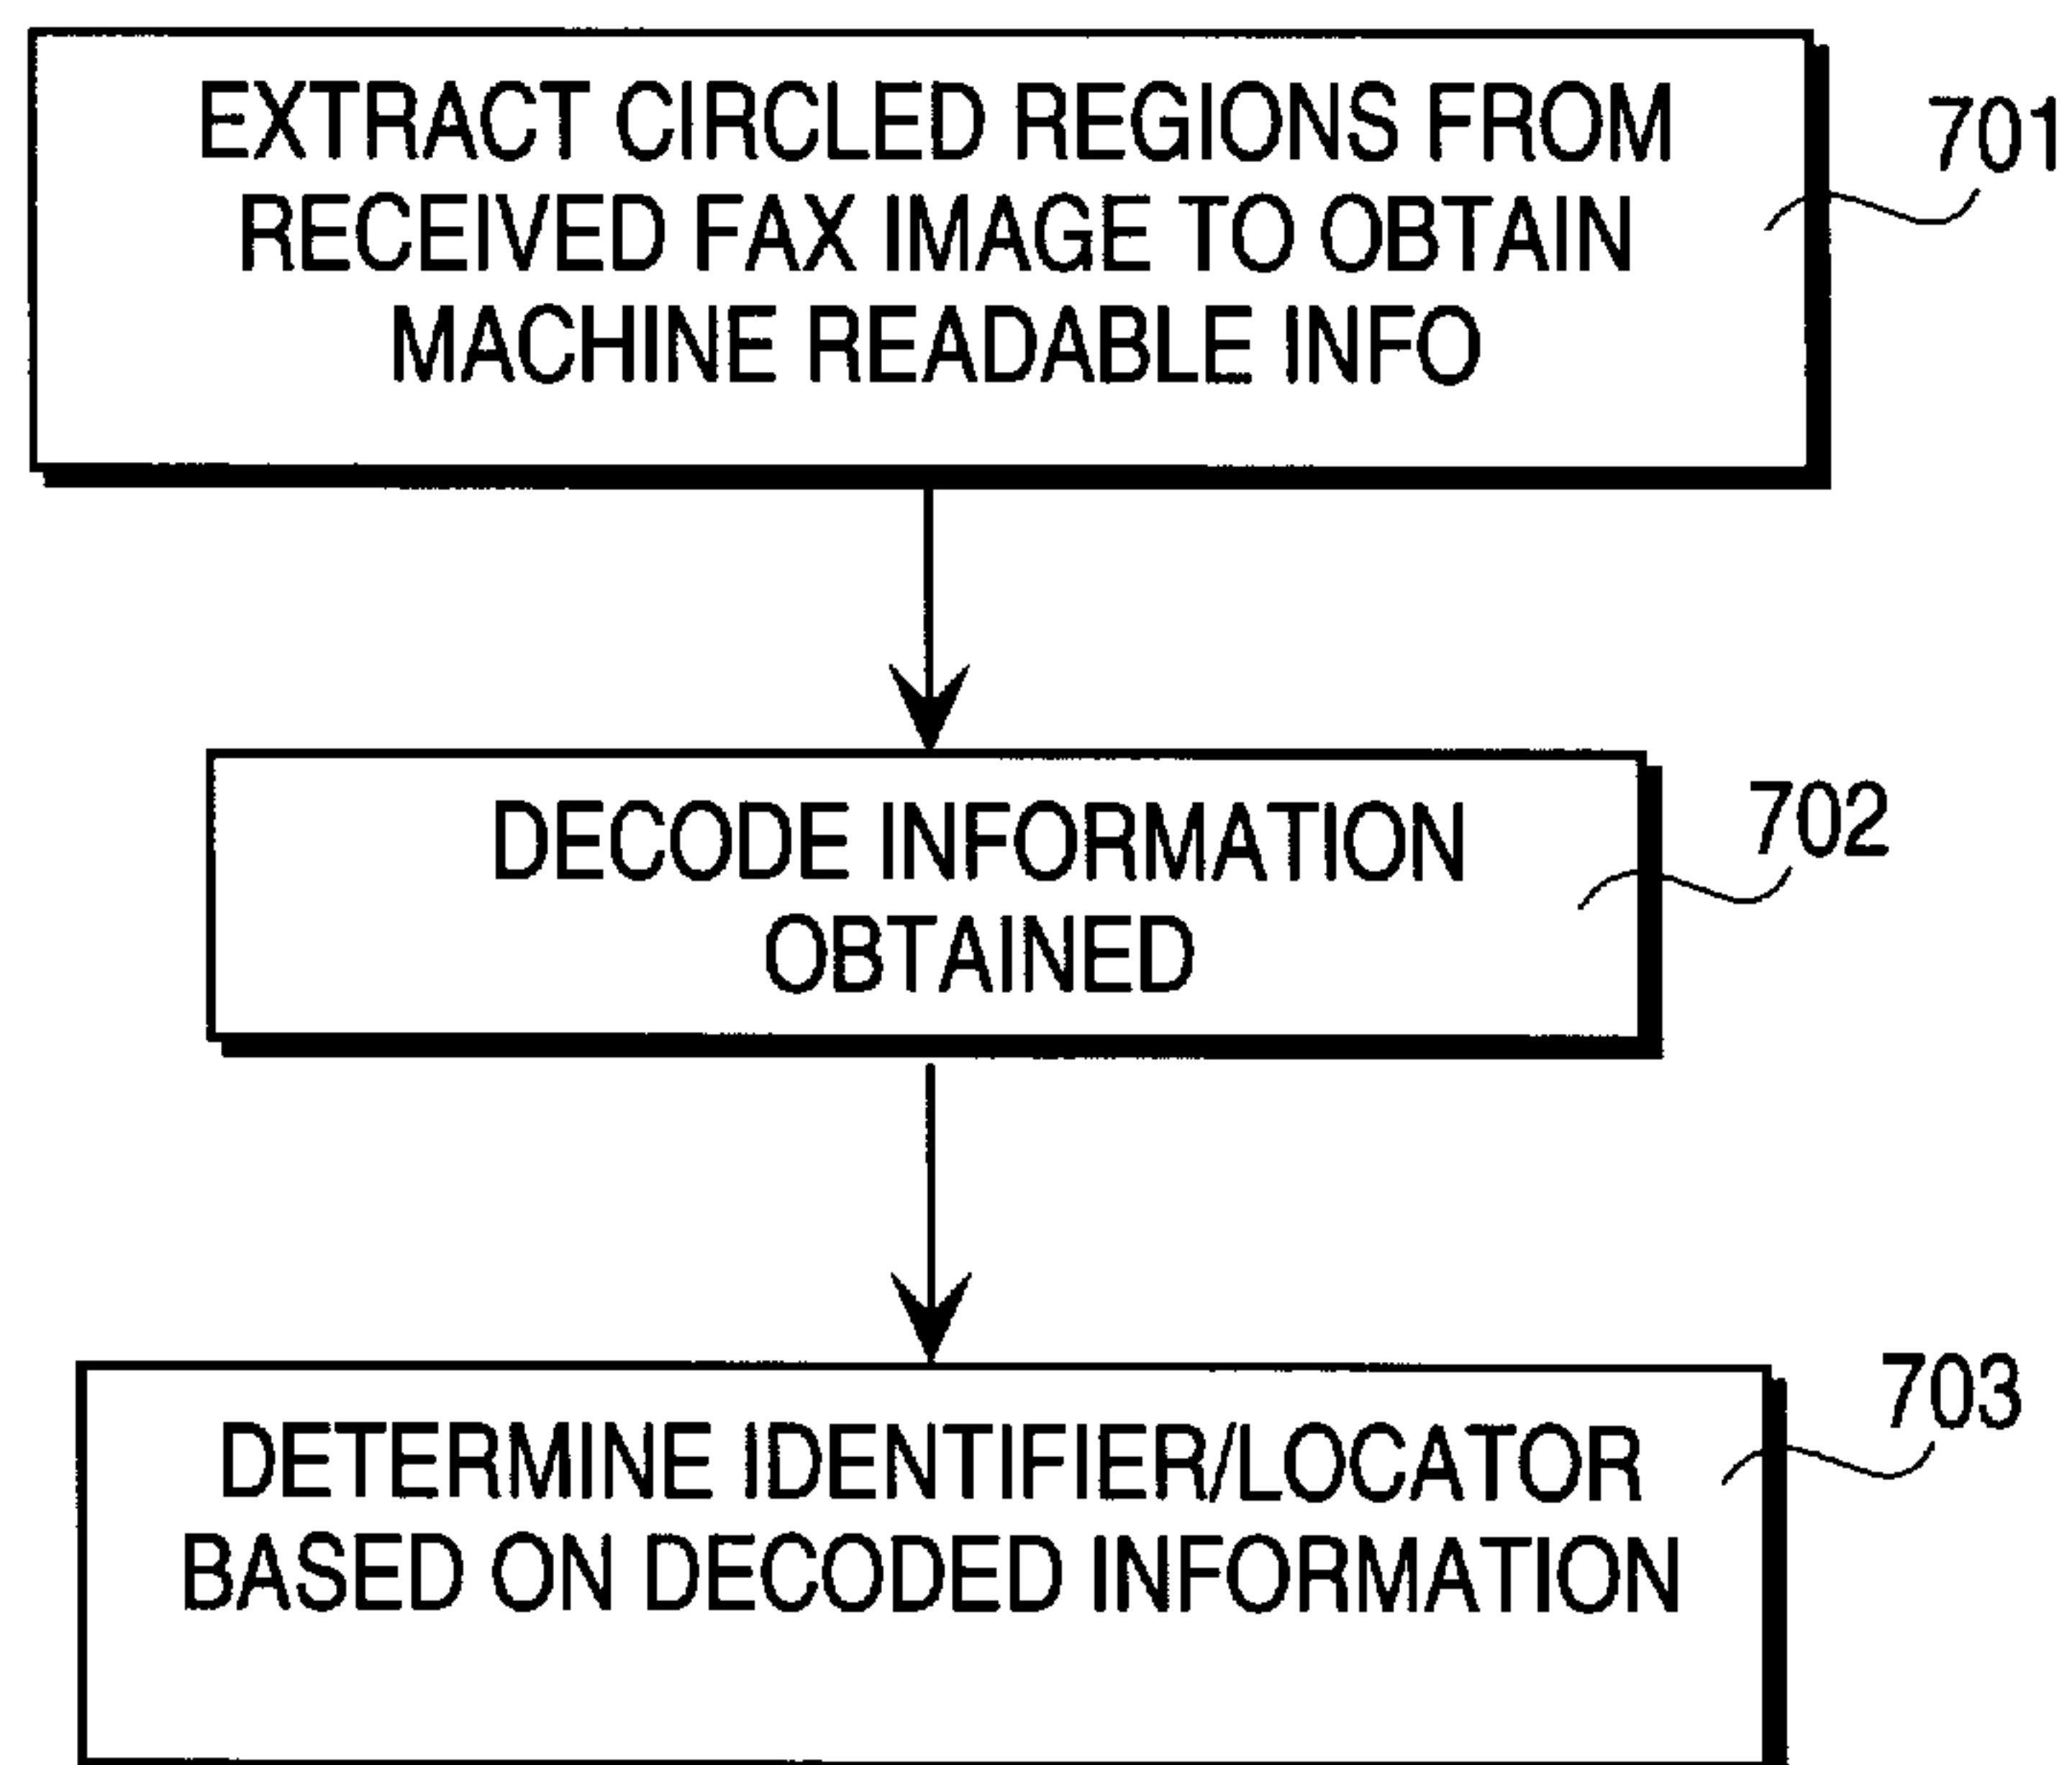 EXTRACT CIRCLED REGIONS FROM
RECEIVED FAX IMAGE TO OBTAIN
MACHINE READABLE INFO
701
DECODE INFORMATION
OBTAINED
702
DETERMINE IDENTIFIER/LOCATOR
BASED ON DECODED INFORMATION
703